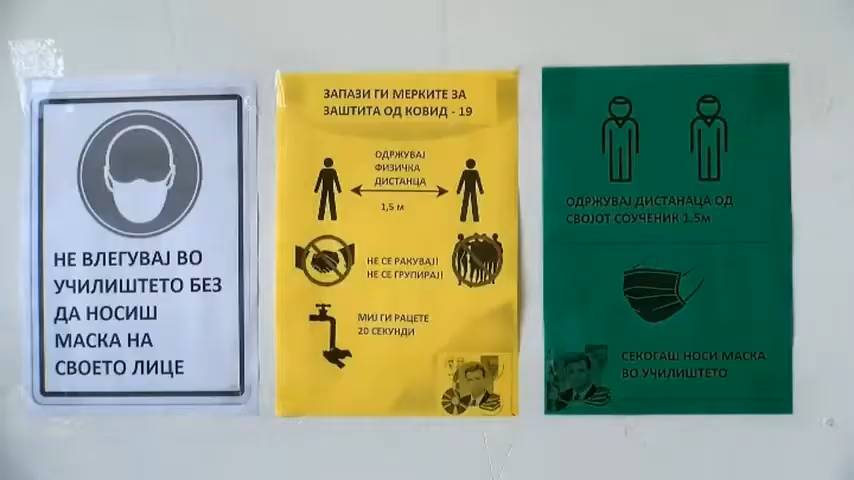 НЕ ВЛЕГУВАЈ ВО
УЧИЛИШТЕТО БЕЗ
ДА НОСИШ
МАСКА НА
СВОЕТО ЛИЦЕ
ЗАПАЗИ ГИ МЕРКИТЕ ЗА
ЗАШТИТА ОД КОВИД - 19
ОДРЖУВАЈ
ФИЗИЧКА
ДИСТАНЦА
1,5 м
НЕ СЕ РАКУВАЈ!
НЕ СЕ ГРУПИРАЈ!
МИЈ ГИ РАЦЕТЕ
20 СЕКУНДИ
ОДРЖУВАЈ ДИСТАНАЦА ОД
СВОЈОТ СОУЧЕНИК 1.5м
СЕКОГАШ НОСИ МАСКА
ВО УЧИЛИШТЕТО